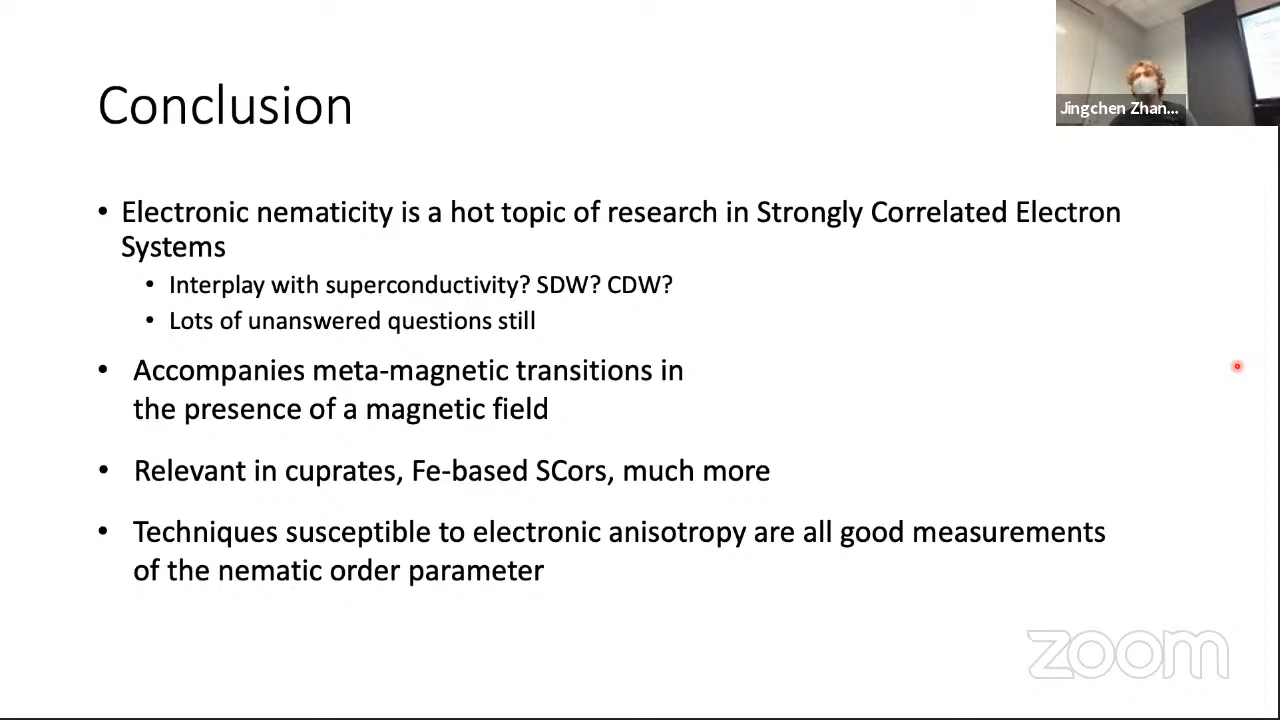 Conclusion
Jingchen Zhan...
• Electronic nematicity is a hot topic of research in Strongly Correlated Electron
Systems
• Interplay with superconductivity? SDW? CDW?
• Lots of unanswered questions still
• Accompanies meta-magnetic transitions in
the presence of a magnetic field
• Relevant in cuprates, Fe-based SCors, much more
• Techniques susceptible to electronic anisotropy are all good measurements
of the nematic order parameter
zoom